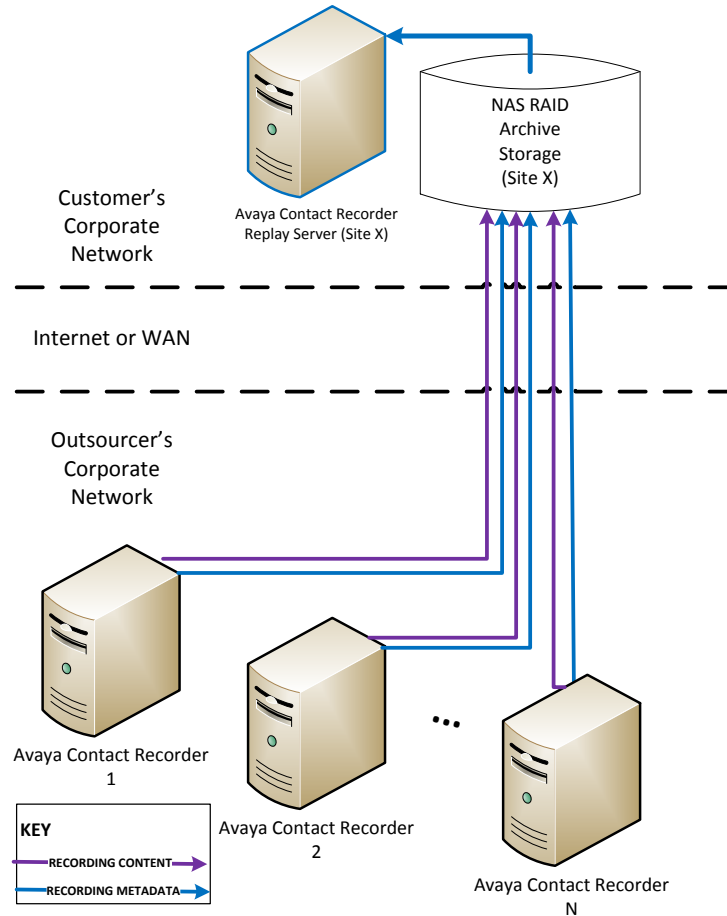 NAS RAID
Archive
Storage
(Site X)
Customer's
Corporate
Network
Avaya Contact Recorder
Replay Server (Site X)
Internet or WAN
Outsourcer's
Corporate
Network
Avaya Contact Recorder
1
Avaya Contact Recorder
2
...
Avaya Contact Recorder
N
KEY
RECORDING CONTENT
RECORDING METADATA